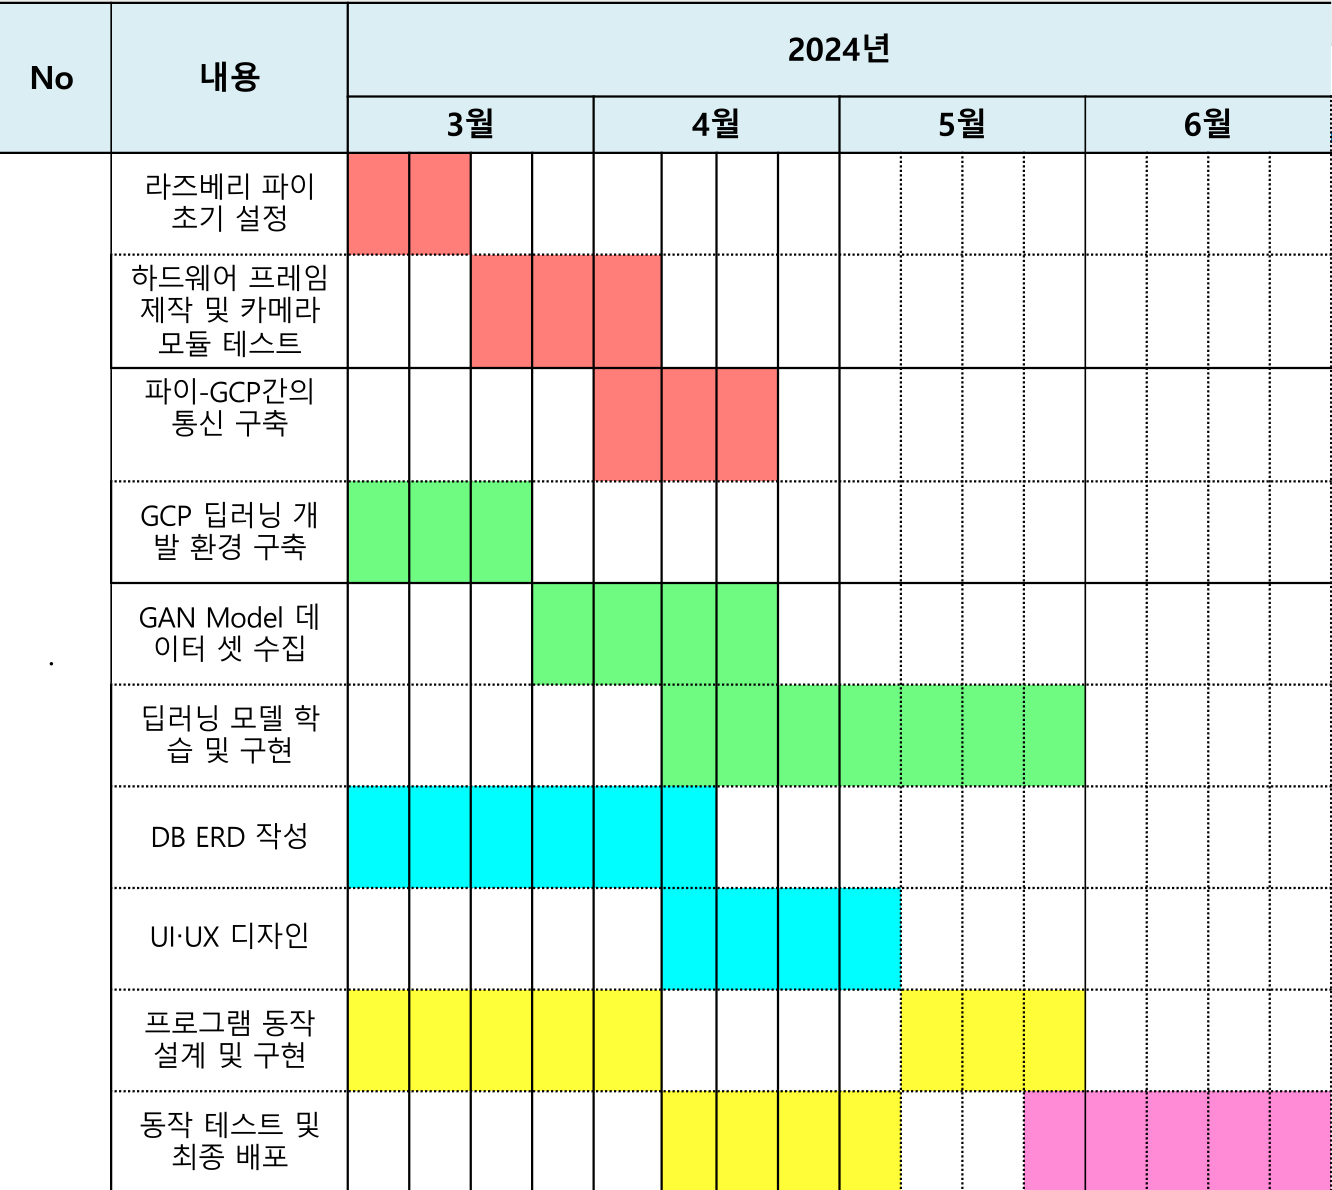 No
내용
2024년
3월
4월
5월
6월
라즈베리 파이
초기 설정
하드웨어 프레임
제작 및 카메라
모듈 테스트
파이-GCP간의
통신 구축
GCP 딥러닝 개
발 환경 구축
GAN Model 데
이터 셋 수집
.
딥러닝 모델 학
습 및 구현
DB ERD 작성
UI·UX 디자인
프로그램 동작
설계 및 구현
동작 테스트 및
최종 배포